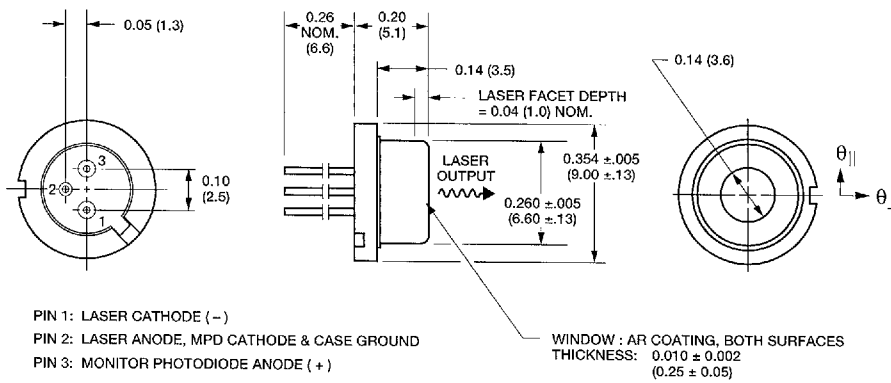 0.05 (1.3)
0.26
NOM.
(6.6)
0.20
(5.1)
0.14 (3.5)
LASER FACET DEPTH
= 0.04 (1.0) NOM.
0.14 (3.6)
3
2
1
0.10
(2.5)
LASER
OUTPUT
0.354 ±.005
(9.00 ±.13)
0.260 ±.005
(6.60 ±.13)
θ||
θ
PIN 1: LASER CATHODE (−)
PIN 2: LASER ANODE, MPD CATHODE & CASE GROUND
PIN 3: MONITOR PHOTODIODE ANODE (+)
WINDOW : AR COATING, BOTH SURFACES
THICKNESS: 0.010 ± 0.002
(0.25 ± 0.05)